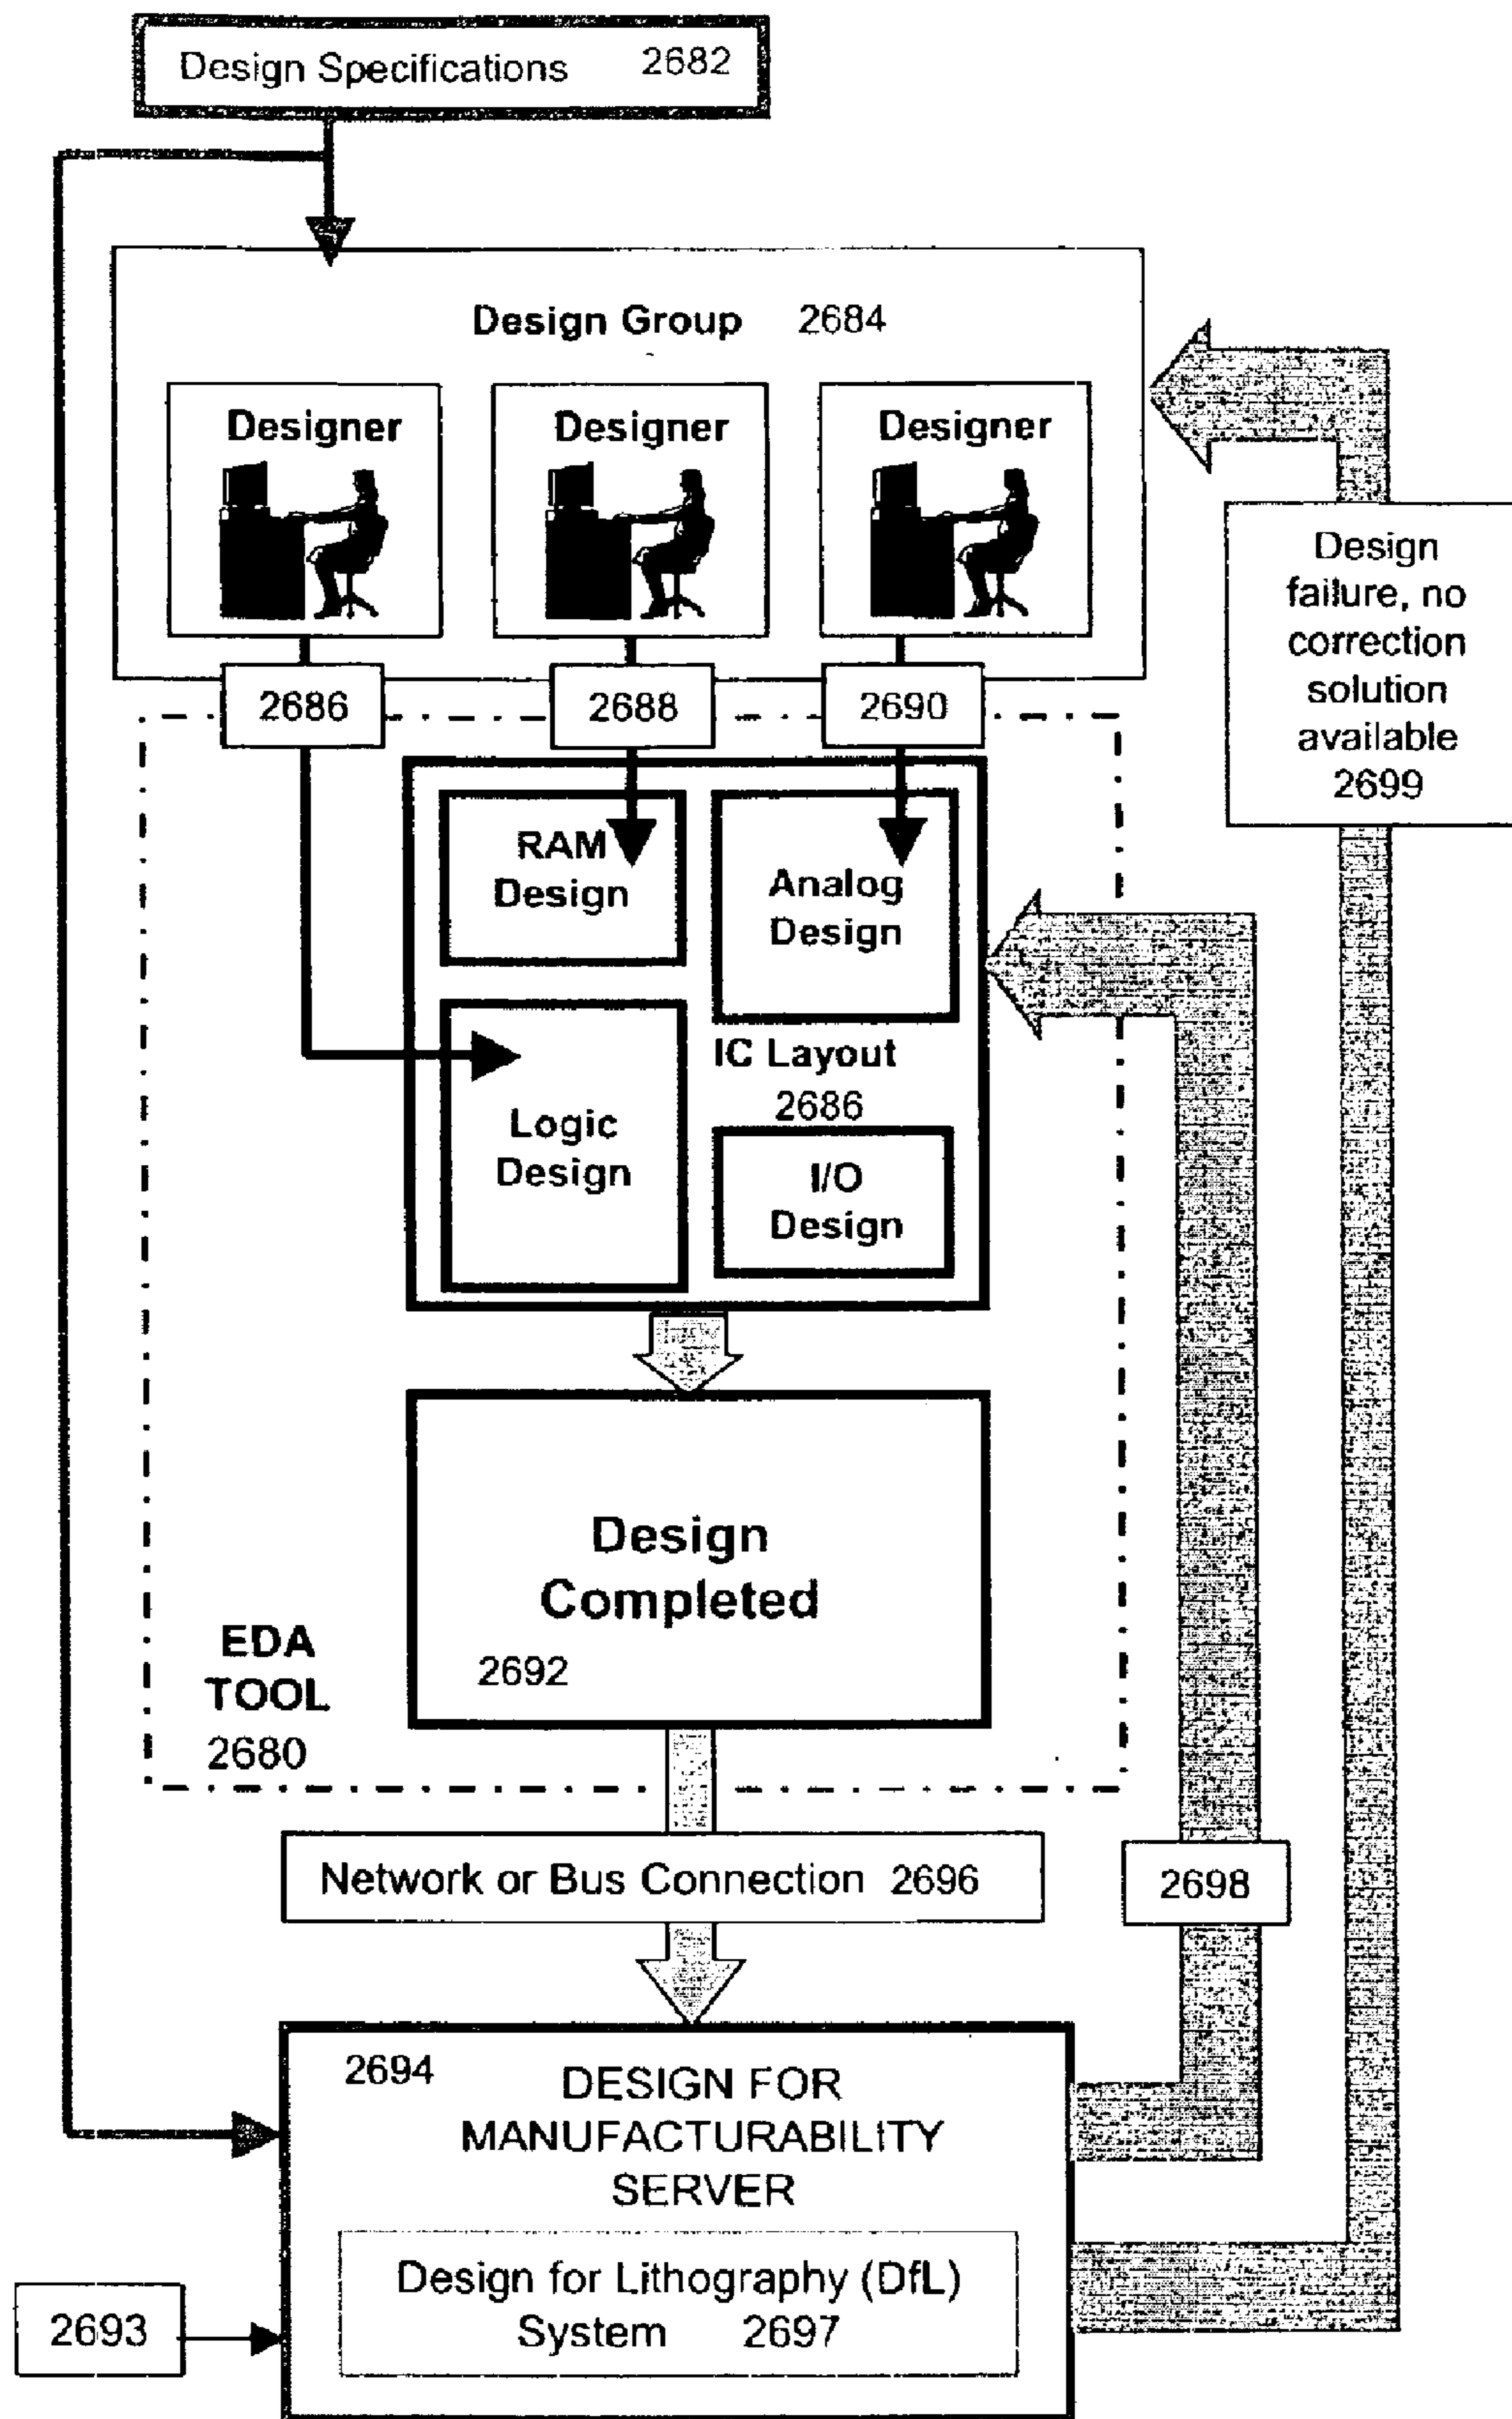 Design Specifications 2682
Design Group 2684
Designer
Designer
Designer
2686
2688
2690
Design
failure, no
correction
solution
available
2699
RAM
Design
Analog
Design
IC Layout
2686
Logic
Design
I/O
Design
Design
Completed
2692
EDA
TOOL
2680
Network or Bus Connection 2696
2698
2694
DESIGN FOR
MANUFACTURABILITY
SERVER
Design for Lithography (DfL)
System 2697
2693